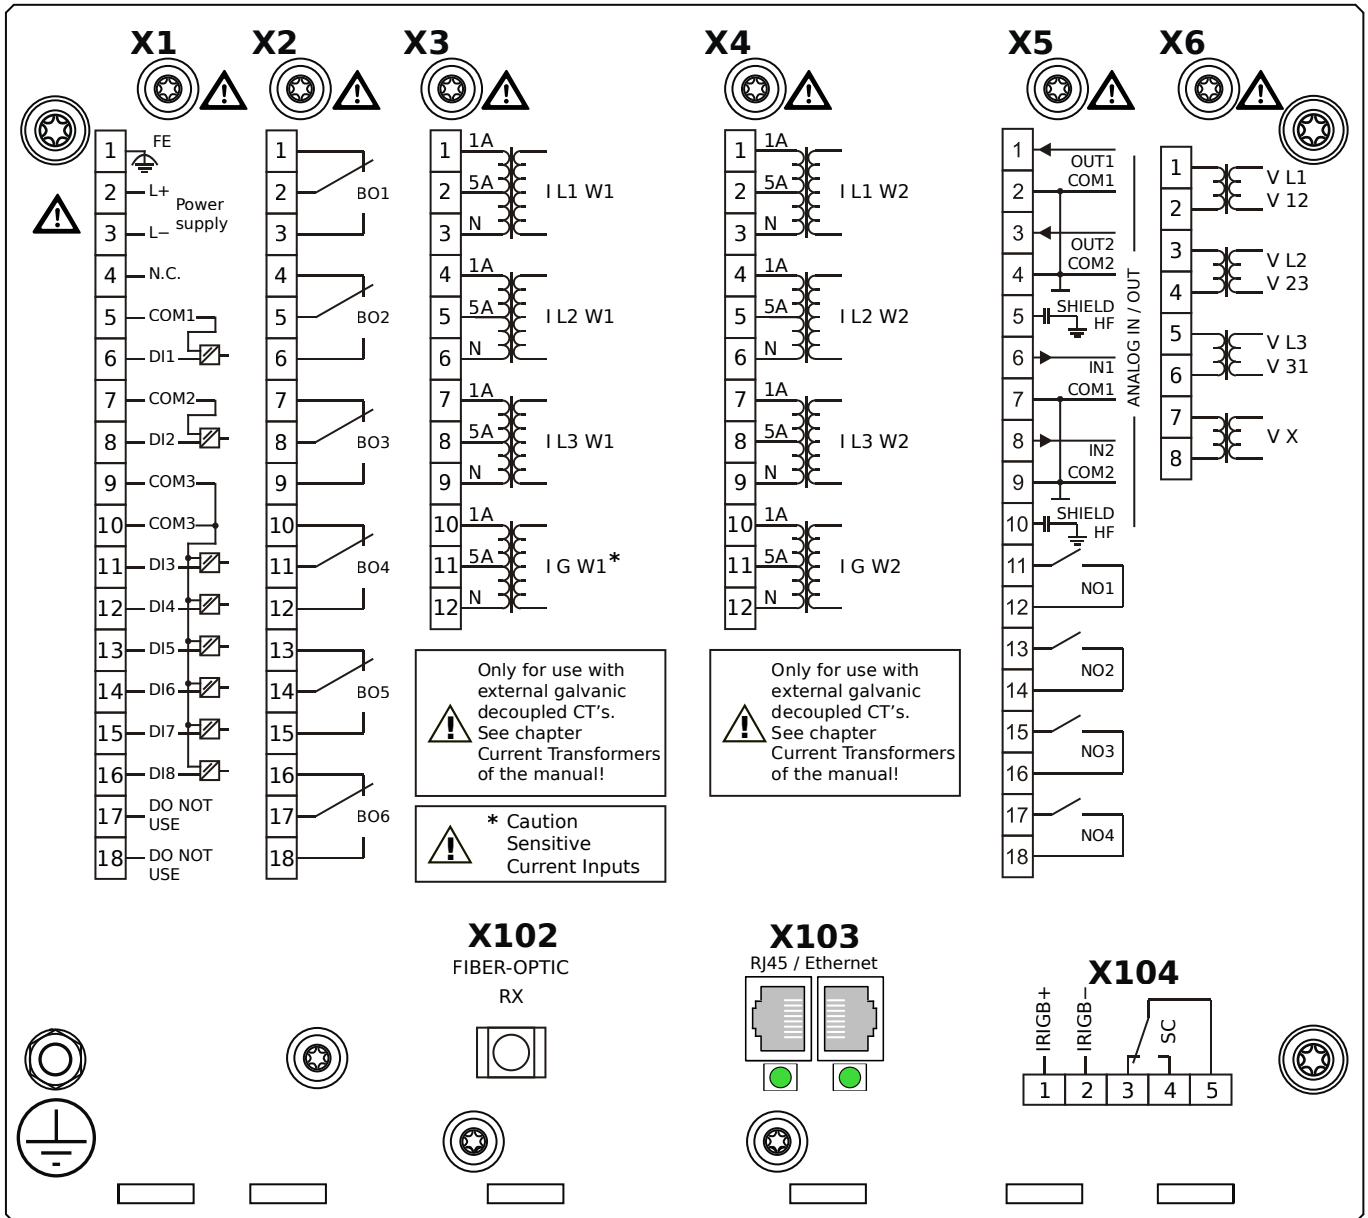 X1
X2
X3
X4
X5
X6
1
FE
2
L+
Power
supply
3
L−
4
N.C.
5
COM1
6
DI1
7
COM2
8
DI2
9
COM3
10
COM3
11
DI3
12
DI4
13
DI5
14
DI6
15
DI7
16
DI8
17
DO NOT
USE
18
DO NOT
USE
1
2
BO1
3
4
5
BO2
6
7
8
BO3
9
10
11
BO4
12
13
14
BO5
15
16
17
BO6
18
1
1A
2
5A
I L1 W1
3
N
4
1A
5
5A
I L2 W1
6
N
7
1A
8
5A
I L3 W1
9
N
10
1A
11
5A
I G W1*
12
N
Only for use with
external galvanic
decoupled CT's.
See chapter
Current Transformers
of the manual!
* Caution
Sensitive
Current Inputs
1
1A
2
5A
I L1 W2
3
N
4
1A
5
5A
I L2 W2
6
N
7
1A
8
5A
I L3 W2
9
N
10
1A
11
5A
I G W2
12
N
Only for use with
external galvanic
decoupled CT's.
See chapter
Current Transformers
of the manual!
1
OUT1
2
COM1
3
OUT2
4
COM2
5
SHIELD
HF
6
IN1
7
COM1
8
IN2
9
COM2
10
SHIELD
HF
ANALOG IN / OUT
11
NO1
12
13
NO2
14
15
NO3
16
17
NO4
18
1
V L1
2
V 12
3
V L2
4
V 23
5
V L3
6
V 31
7
V X
8
X102
FIBER-OPTIC
RX
X103
RJ45 / Ethernet
X104
IRIGB+
IRIGB−
SC
1 2 3 4 5